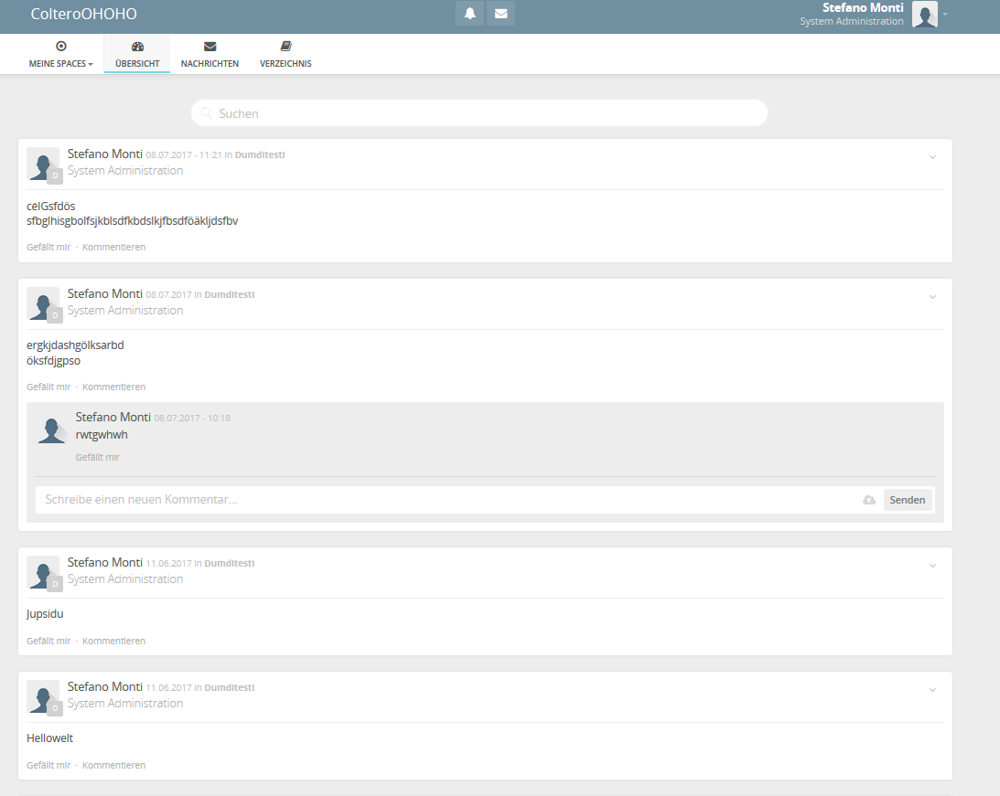 ColteroOHOHO
Stefano Monti
System Administration
MEINE SPACES
ÜBERSICHT
NACHRICHTEN
VERZEICHNIS
Suchen
Stefano Monti 08.07.2017 - 11:21 in Dumditesti
System Administration
D
celGsfdös
sfbglhisgbolfsjkblsdfkbdslkjfbsdföäkljdsfbv
Gefällt mir · Kommentieren
Stefano Monti 08.07.2017 in Dumditesti
System Administration
D
ergkjdashgölksarbd
öksfdjgpso
Gefällt mir · Kommentieren
Stefano Monti 08.07.2017 - 10:18
rwtgwhwh
Gefällt mir
Schreibe einen neuen Kommentar...
Senden
Stefano Monti 11.06.2017 in Dumditesti
System Administration
D
Jupsidu
Gefällt mir · Kommentieren
Stefano Monti 11.06.2017 in Dumditesti
System Administration
D
Hellowelt
Gefällt mir · Kommentieren